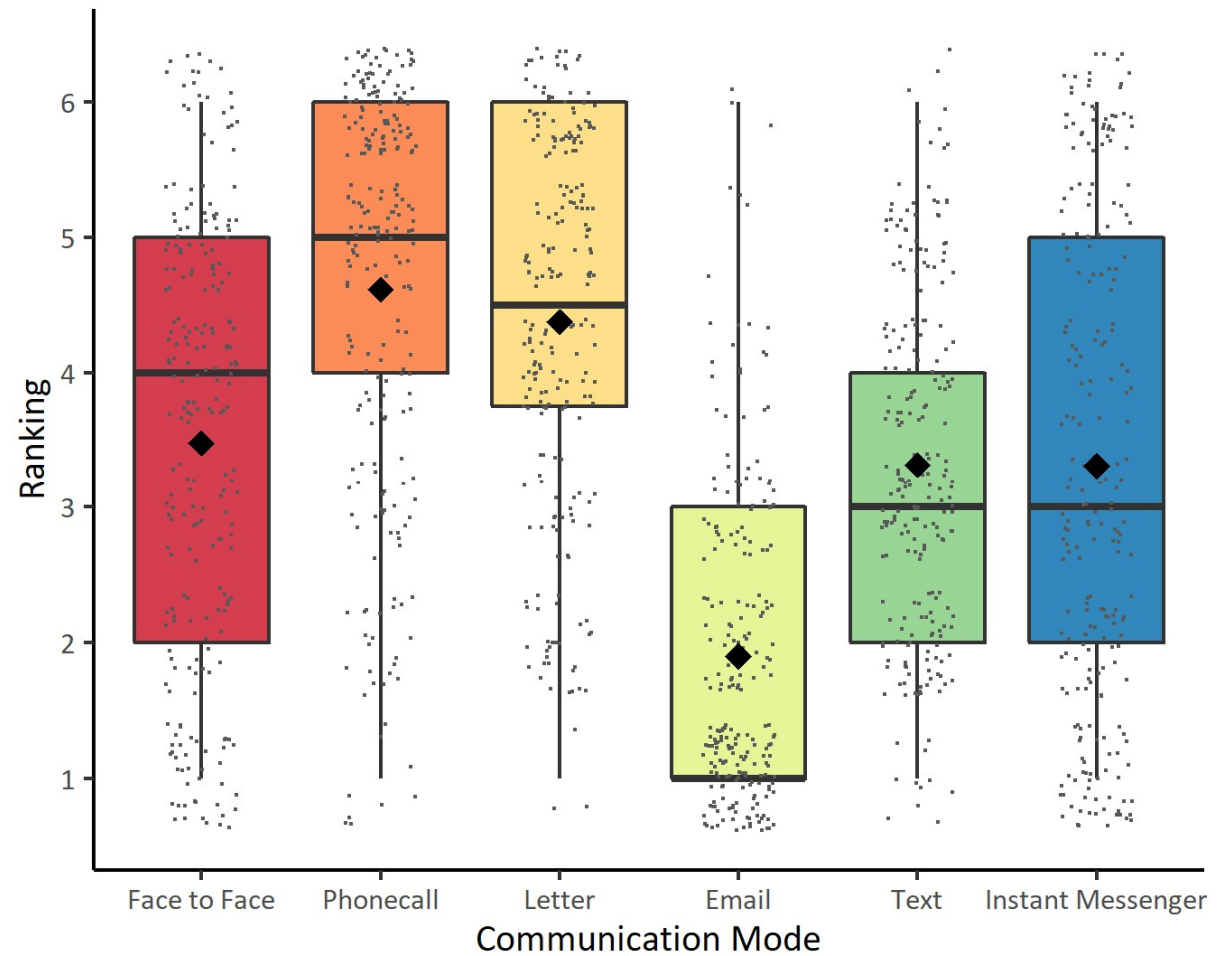 6
5
4
3
2
1
Ranking
Face to Face
Phonecall
Letter
Email
Text
Instant Messenger
Communication Mode